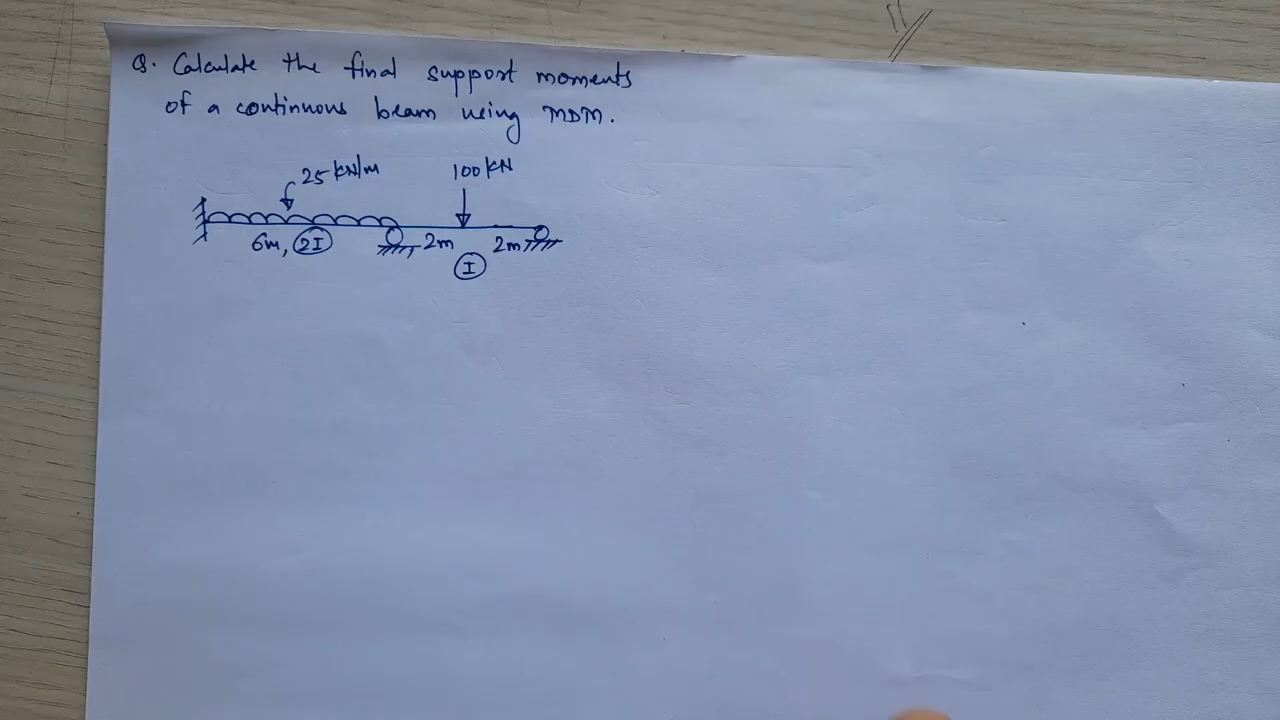 Q. Calculate the final support moments
of a continuous beam using MDM.
25 kN/m
100 KN
6m, 2I
2m
2m
I